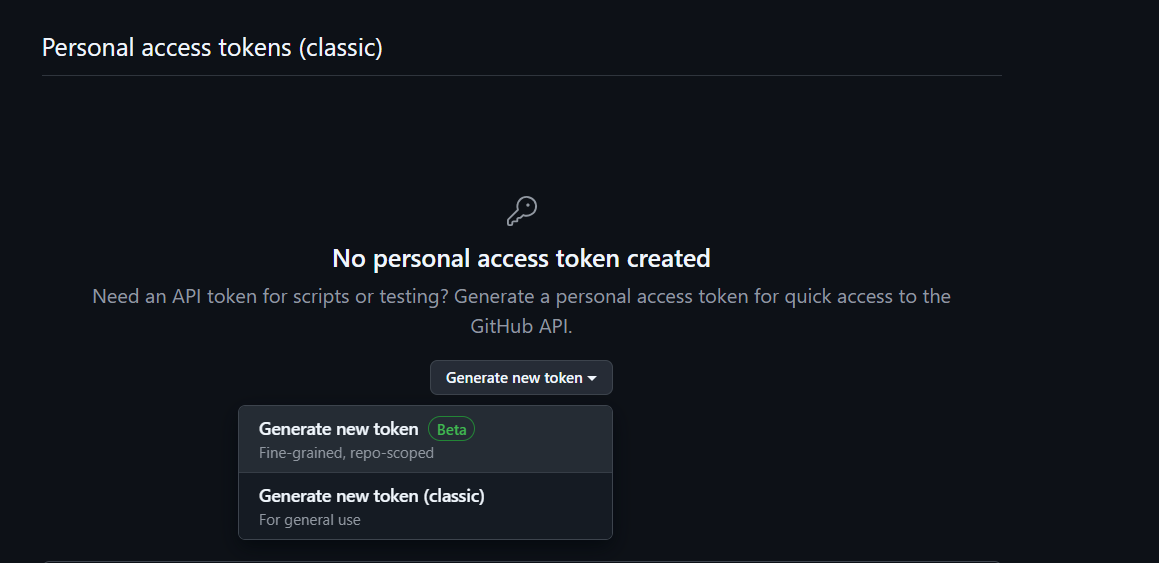 Personal access tokens (classic)
No personal access token created
Need an API token for scripts or testing? Generate a personal access token for quick access to the
GitHub API.
Generate new token
Generate new token Beta
Fine-grained, repo-scoped
Generate new token (classic)
For general use